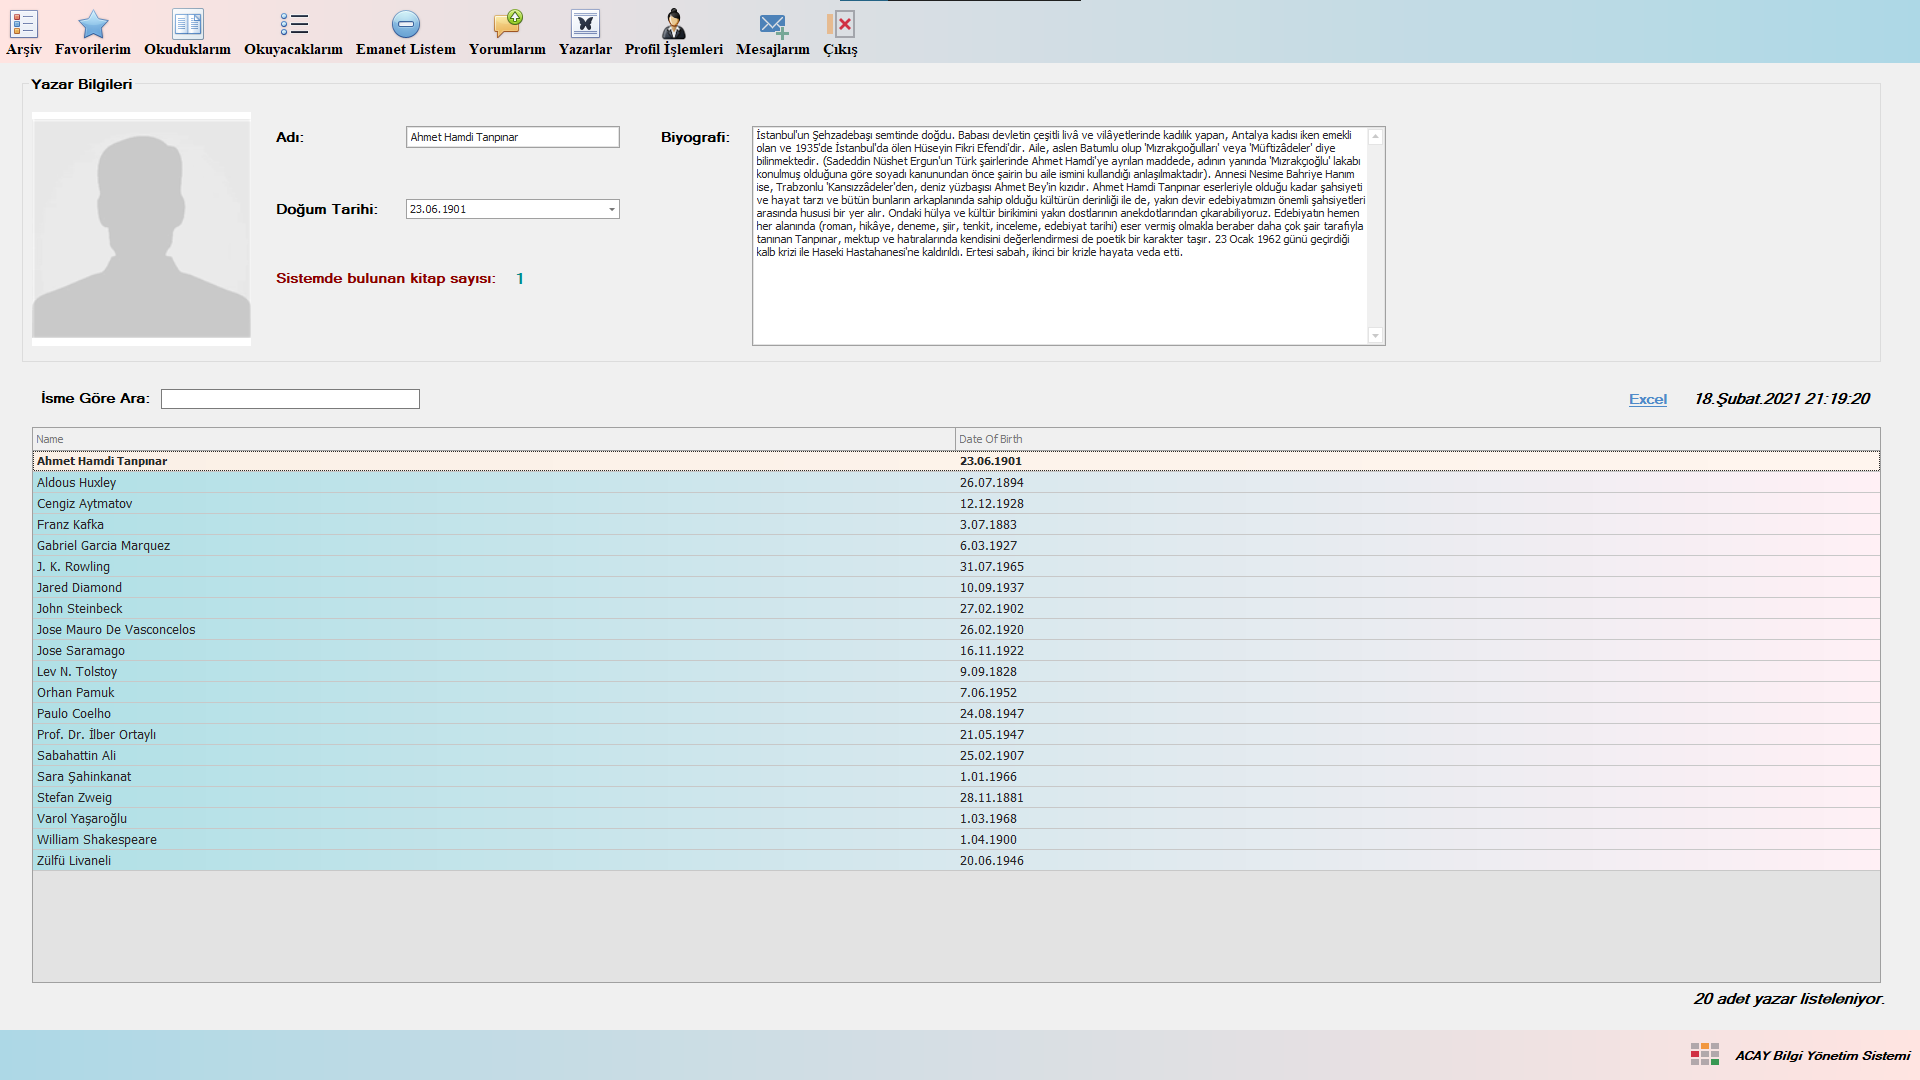 Arşiv Favorilerim Okuduklarım Okuyacaklarım Emanet Listem Yorumlarım Yazarlar Profil İşlemleri Mesajlarım Çıkış
Yazar Bilgileri
Adı: Ahmet Hamdi Tanpınar
Doğum Tarihi: 23.06.1901
Sistemde bulunan kitap sayısı: 1
Biyografi:
İstanbul'un Şehzadebaşı semtinde doğdu. Babası devletin çeşitli livâ ve vilâyetlerinde kadılık yapan, Antalya kadısı iken emekli
olan ve 1935'de İstanbul'da ölen Hüseyin Fikri Efendi'dir. Aile, aslen Batumlu olup 'Mızrakçıoğulları' veya 'Müftizâdeler' diye
bilinmektedir. (Sadeddin Nüshet Ergun'un Türk şairlerinde Ahmet Hamdi'ye ayrılan maddede, adının yanında 'Mızrakçıoğlu' lakabı
konulmuş olduğuna göre soyadı kanunundan önce şairin bu aile ismini kullandığı anlaşılmaktadır). Annesi Nesime Bahriye Hanım
ise, Trabzonlu 'Kansızzâdeler'den, deniz yüzbaşısı Ahmet Bey'in kızıdır. Ahmet Hamdi Tanpınar eserleriyle olduğu kadar şahsiyeti
ve hayat tarzı ve bütün bunların arkaplanında sahip olduğu kültürün derinliği ile de, yakın devir edebiyatımızın önemli şahsiyetleri
arasında hususi bir yer alır. Ondaki hülya ve kültür birikimini yakın dostlarının anekdotlarından çıkarabiliyoruz. Edebiyatın hemen
her alanında (roman, hikâye, deneme, şiir, tenkit, inceleme, edebiyat tarihi) eser vermiş olmakla beraber daha çok şair tarafıyla
tanınan Tanpınar, mektup ve hatıralarında kendisini değerlendirmesi de poetik bir karakter taşır. 23 Ocak 1962 günü geçirdiği
kalb krizi ile Haseki Hastahanesi'ne kaldırıldı. Ertesi sabah, ikinci bir krizle hayata veda etti.
İsme Göre Ara:
Excel 18.Şubat.2021 21:19:20
Name Date Of Birth
Ahmet Hamdi Tanpınar 23.06.1901
Aldous Huxley 26.07.1894
Cengiz Aytmatov 12.12.1928
Franz Kafka 3.07.1883
Gabriel Garcia Marquez 6.03.1927
J. K. Rowling 31.07.1965
Jared Diamond 10.09.1937
John Steinbeck 27.02.1902
Jose Mauro De Vasconcelos 26.02.1920
Jose Saramago 16.11.1922
Lev N. Tolstoy 9.09.1828
Orhan Pamuk 7.06.1952
Paulo Coelho 24.08.1947
Prof. Dr. İlber Ortaylı 21.05.1947
Sabahattin Ali 25.02.1907
Sara Şahinkanat 1.01.1966
Stefan Zweig 28.11.1881
Varol Yaşaroğlu 1.03.1968
William Shakespeare 1.04.1900
Zülfü Livaneli 20.06.1946
20 adet yazar listeleniyor.
ACAY Bilgi Yönetim Sistemi